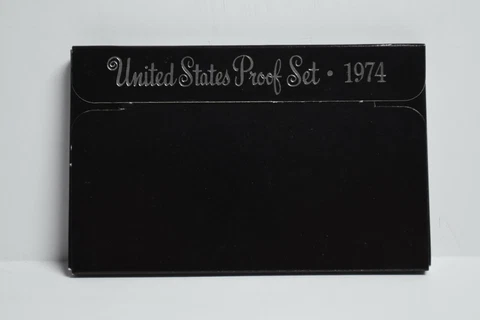 United States Proof Set • 1974